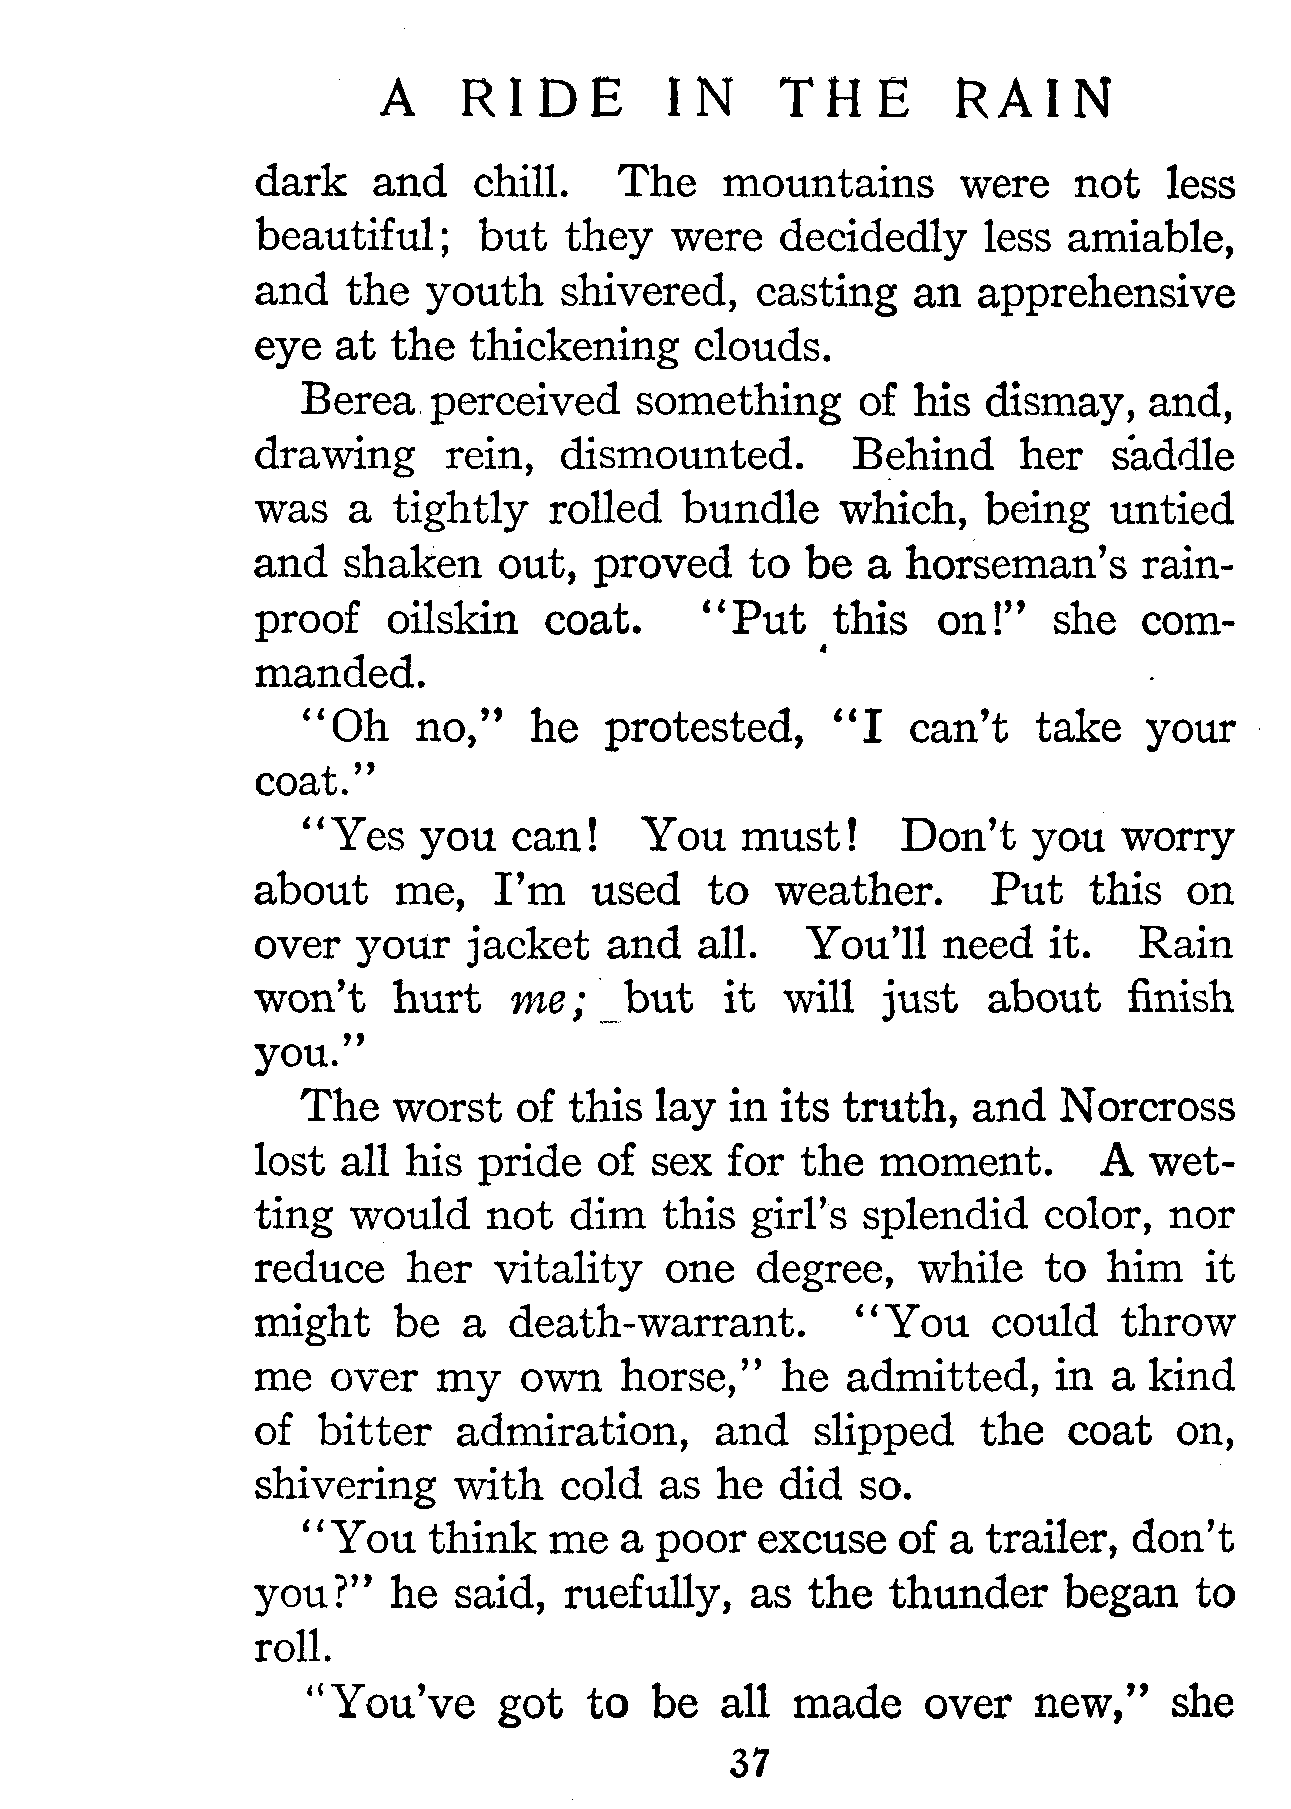 A RIDE IN THE RAIN
dark and chill. The mountains were not less
beautiful; but they were decidedly less amiable,
and the youth shivered, casting an apprehensive
eye at the thickening clouds.
Berea perceived something of his dismay, and,
drawing rein, dismounted. Behind her saddle
was a tightly rolled bundle which, being untied
and shaken out, proved to be a horseman's rain-
proof oilskin coat. "Put this on!" she com-
manded.
"Oh no," he protested, "I can't take your
coat."
"Yes you can! You must! Don't you worry
about me, I'm used to weather. Put this on
over your jacket and all. You'll need it. Rain
won't hurt me; but it will just about finish
you."
The worst of this lay in its truth, and Norcross
lost all his pride of sex for the moment. A wet-
ting would not dim this girl's splendid color, nor
reduce her vitality one degree, while to him it
might be a death-warrant. "You could throw
me over my own horse," he admitted, in a kind
of bitter admiration, and slipped the coat on,
shivering with cold as he did so.
"You think me a poor excuse of a trailer, don't
you?" he said, ruefully, as the thunder began to
roll.
"You've got to be all made over new," she
37